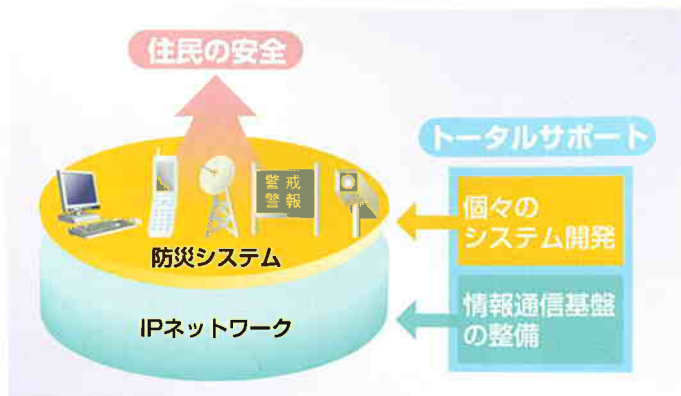 住民の安全
トータルサポート
警戒
警報
個々の
システム開発
防災システム
情報通信基盤
の整備
IPネットワーク